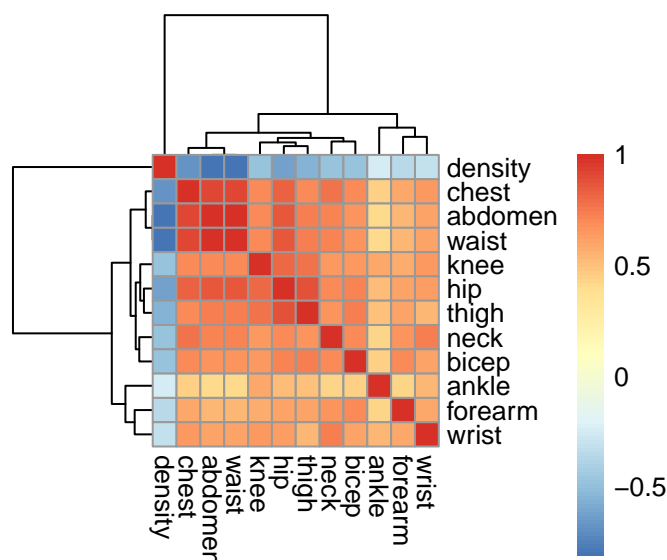 density
chest
abdomen
waist
knee
hip
thigh
neck
bicep
ankle
forearm
wrist
density
chest
abdomen
waist
knee
hip
thigh
neck
bicep
ankle
forearm
wrist
1
0.5
0
−0.5